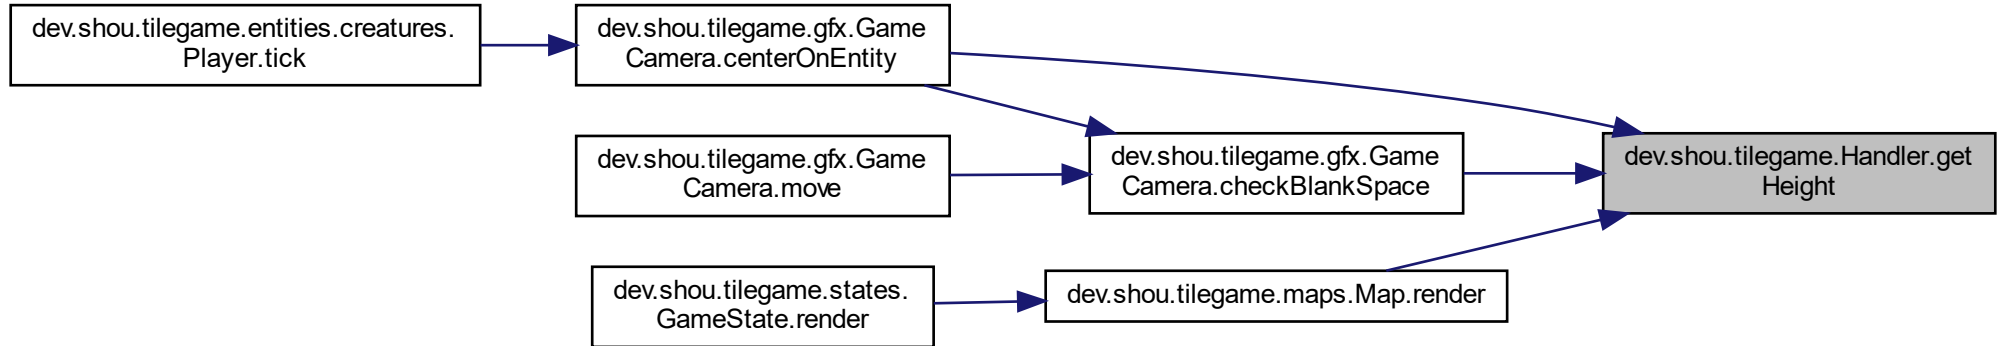 dev.shou.tilegame.entities.creatures.
Player.tick
dev.shou.tilegame.gfx.Game
Camera.centerOnEntity
dev.shou.tilegame.gfx.Game
Camera.move
dev.shou.tilegame.gfx.Game
Camera.checkBlankSpace
dev.shou.tilegame.Handler.get
Height
dev.shou.tilegame.states.
GameState.render
dev.shou.tilegame.maps.Map.render